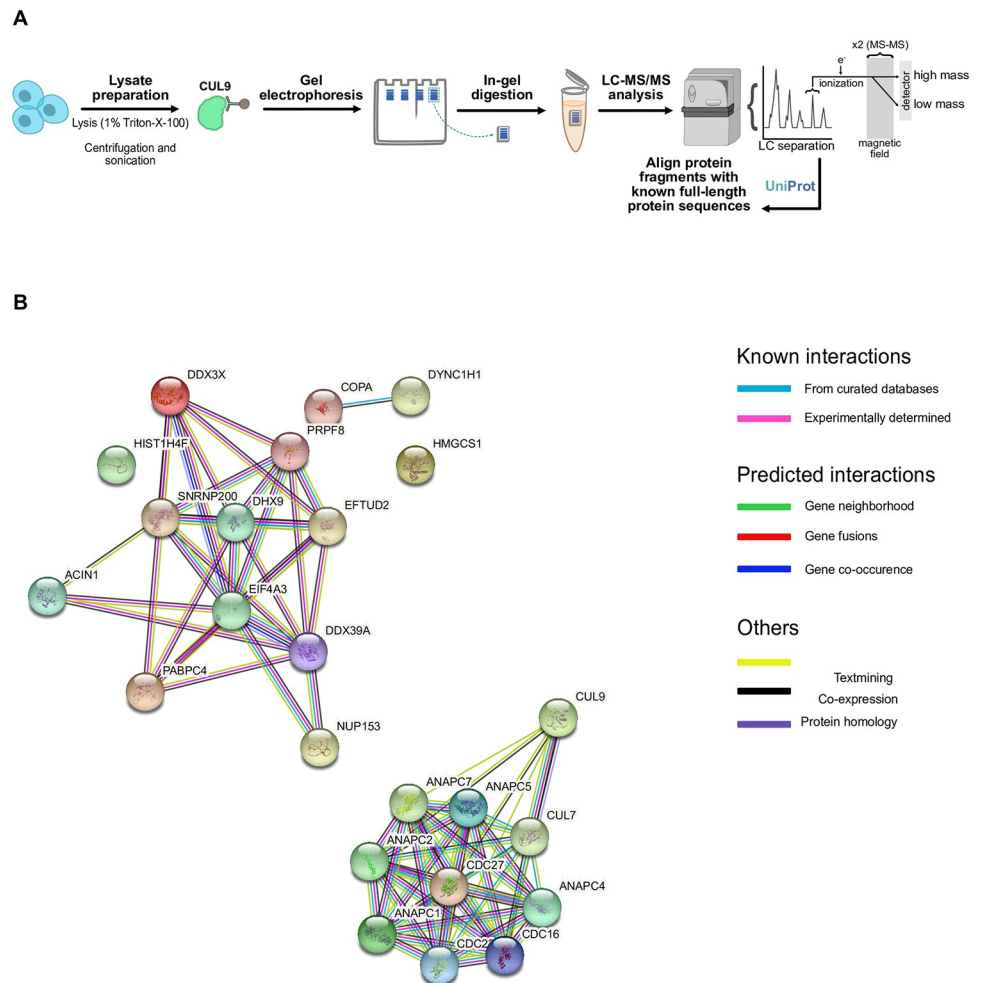 A
Lysate
preparation
Lysis (1% Triton-X-100)
Centrifugation and
sonication
CUL9
Gel
electrophoresis
In-gel
digestion
LC-MS/MS
analysis
x2 (MS-MS)
e-
ionization
high mass
low mass
detector
LC separation
magnetic
field
Align protein
fragments with
known full-length
protein sequences
UniProt
B
DDX3X
COPA
DYNC1H1
PRPF8
HIST1H4F
HMGCS1
SNRNP200
DHX9
EFTUD2
ACIN1
EIF4A3
DDX39A
PABPC4
NUP153
CUL9
ANAPC7
ANAPC5
CUL7
ANAPC2
CDC27
ANAPC4
ANAPC1
CDC16
Known interactions
From curated databases
Experimentally determined
Predicted interactions
Gene neighborhood
Gene fusions
Gene co-occurence
Others
Textmining
Co-expression
Protein homology